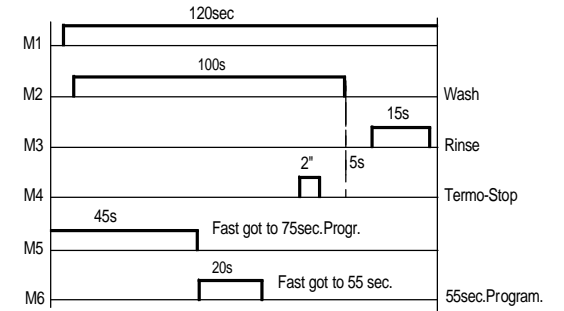 120sec
M1
100s
M2 Wash
15s
M3 Rinse
2" 5s
M4 Termo-Stop
45s
Fast got to 75sec.Progr.
M5
20s
Fast got to 55 sec.
M6 55sec.Program.